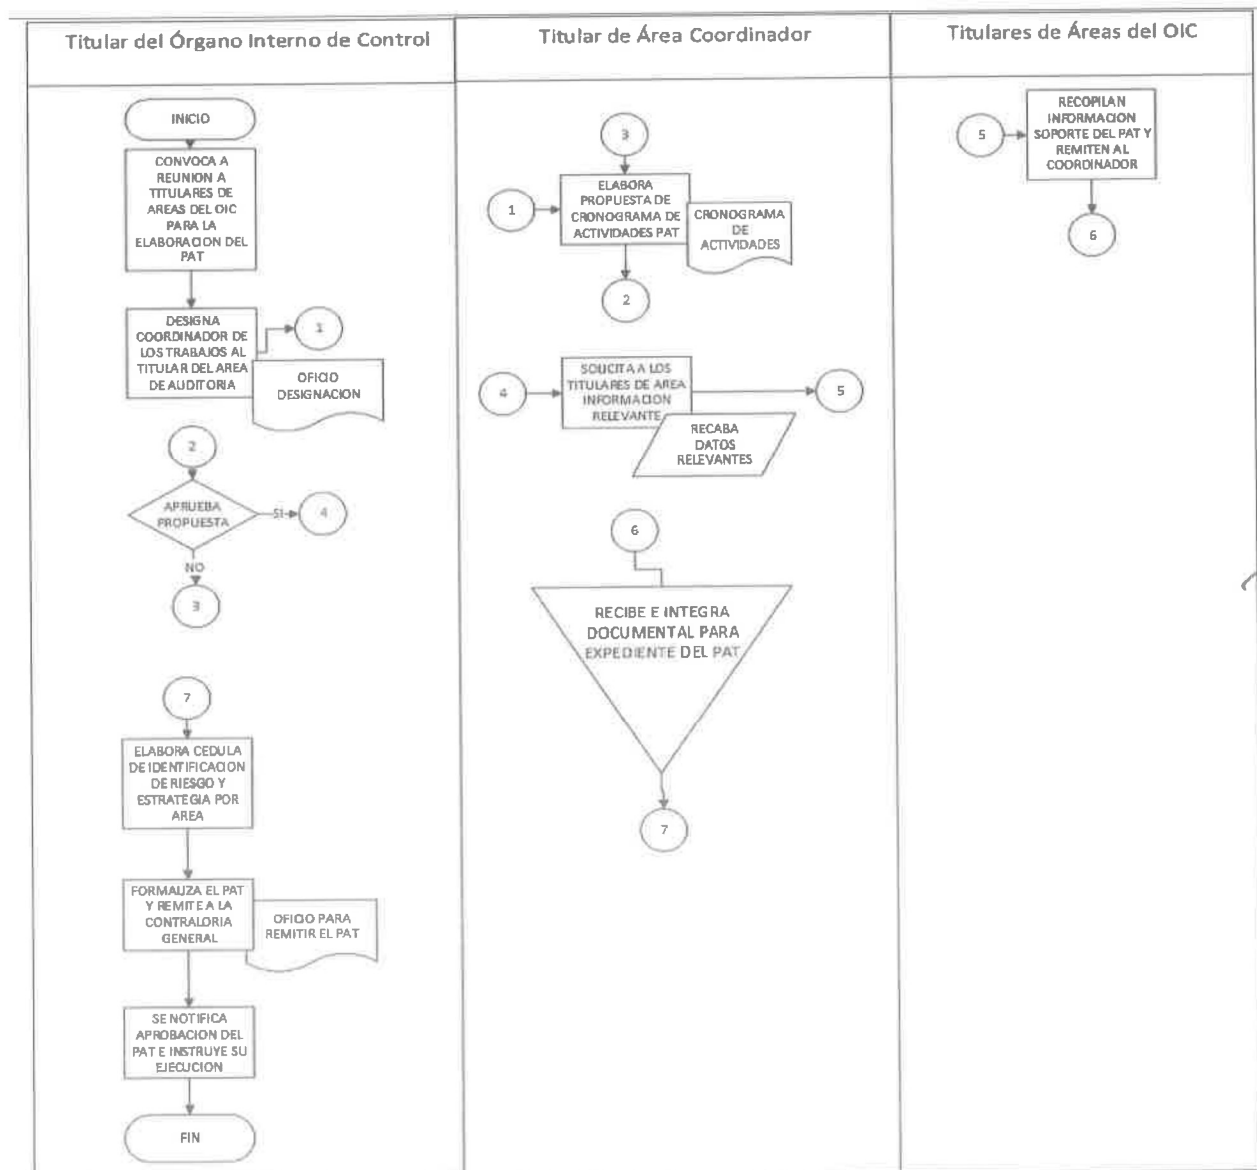 Titular del Órgano Interno de Control
Titular de Área Coordinador
Titulares de Áreas del OIC
INICIO
CONVOCA A
REUNION A
TITULARES DE
AREAS DEL OIC
PARA LA
ELABORACION DEL
PAT
DESIGNA
COORDINADOR DE
LOS TRABAJOS AL
TITULAR DEL AREA
DE AUDITORIA
1
OFICIO
DESIGNACION
2
APRUEBA
PROPUESTA
SI
4
NO
3
7
ELABORA CEDULA
DE IDENTIFICACION
DE RIESGO Y
ESTRATEGIA POR
AREA
FORMALIZA EL PAT
Y REMITE A LA
CONTRALORIA
GENERAL
OFICIO PARA
REMITIR EL PAT
SE NOTIFICA
APROBACION DEL
PAT E INSTRUYE SU
EJECUCION
FIN
3
1
ELABORA
PROPUESTA DE
CRONOGRAMA DE
ACTIVIDADES PAT
CRONOGRAMA
DE
ACTIVIDADES
2
4
SOLICITA A LOS
TITULARES DE AREA
INFORMACION
RELEVANTE
5
RECABA
DATOS
RELEVANTES
6
RECIBE E INTEGRA
DOCUMENTAL PARA
EXPEDIENTE DEL PAT
7
5
RECOPILAN
INFORMACION
SOPORTE DEL PAT Y
REMITEN AL
COORDINADOR
6